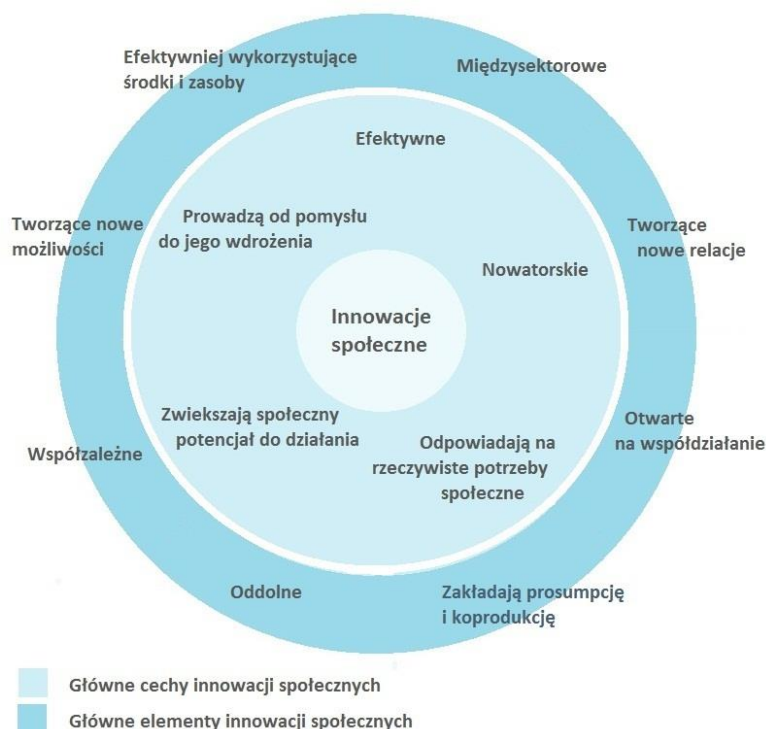 Efektywniej wykorzystujące
środki i zasoby
Międzysektorowe
Efektywne
Tworzące nowe
możliwości
Prowadzą od pomysłu
do jego wdrożenia
Tworzące
nowe relacje
Nowatorskie
Innowacje
społeczne
Zwiekszają społeczny
potencjał do działania
Odpowiadają na
rzeczywiste potrzeby
społeczne
Otwarte
na współdziałanie
Współzależne
Oddolne
Zakładają prosumpcję
i koprodukcję
Główne cechy innowacji społecznych
Główne elementy innowacji społecznych